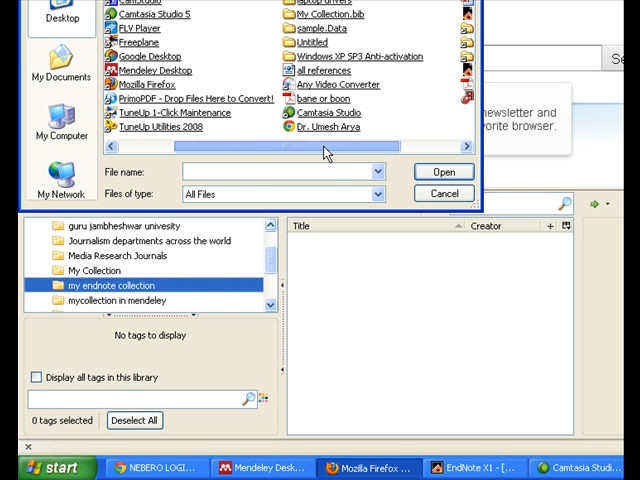 Desktop
My Documents
My Computer
My Network
CamStudio
Camtasia Studio 5
FLV Player
Freeplane
Google Desktop
Mendeley Desktop
Mozilla Firefox
PrimoPDF - Drop Files Here to Convert!
TuneUp 1-Click Maintenance
TuneUp Utilities 2008
laptop drivers
My Collection.bib
sample.Data
Untitled
Windows XP SP3 Anti-activation
all references
Any Video Converter
bane or boon
Camtasia Studio
Dr. Umesh Arya
File name:
Open
Files of type:
All Files
Cancel
Se
newsletter and
vorite browser.
guru jambheshwar univesity
Journalism departments across the world
Media Research Journals
My Collection
my endnote collection
mycollection in mendeley
Title
Creator
No tags to display
Display all tags in this library
0 tags selected
Deselect All
start
NEBERO LOGI...
Mendeley Desk...
Mozilla Firefox ...
EndNote X1 - [...
Camtasia Studi...